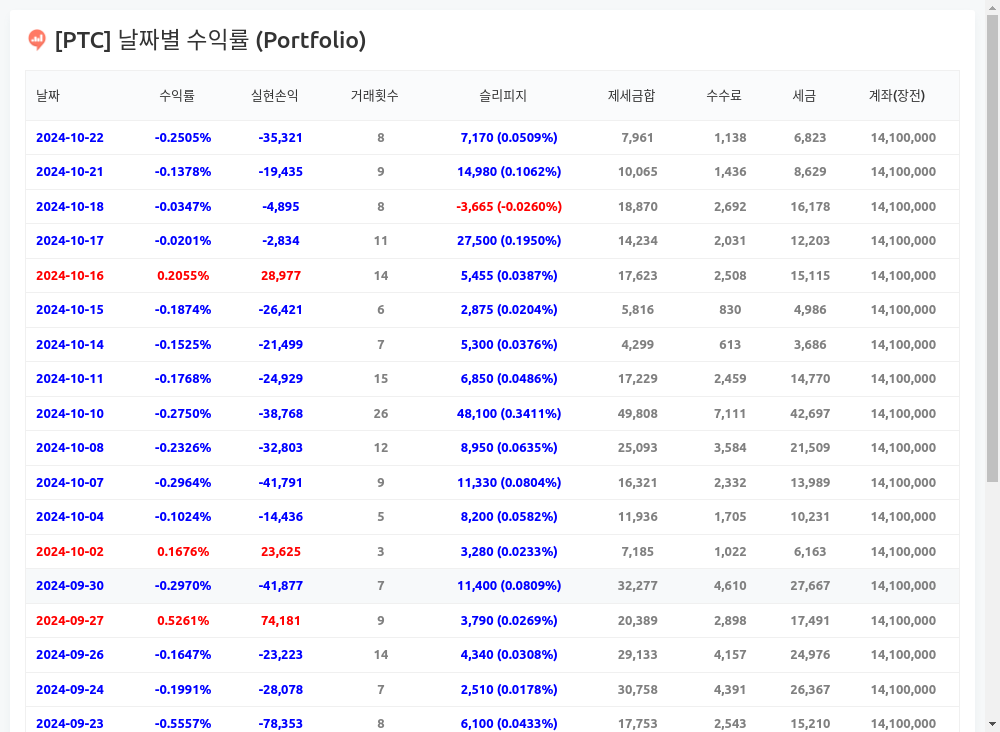 [PTC] 날짜별 수익률 (Portfolio)
날짜 수익률 실현손익 거래횟수 슬리피지 제세금합 수수료 세금 계좌(장전)
2024-10-22 -0.2505% -35,321 8 7,170 (0.0509%) 7,961 1,138 6,823 14,100,000
2024-10-21 -0.1378% -19,435 9 14,980 (0.1062%) 10,065 1,436 8,629 14,100,000
2024-10-18 -0.0347% -4,895 8 -3,665 (-0.0260%) 18,870 2,692 16,178 14,100,000
2024-10-17 -0.0201% -2,834 11 27,500 (0.1950%) 14,234 2,031 12,203 14,100,000
2024-10-16 0.2055% 28,977 14 5,455 (0.0387%) 17,623 2,508 15,115 14,100,000
2024-10-15 -0.1874% -26,421 6 2,875 (0.0204%) 5,816 830 4,986 14,100,000
2024-10-14 -0.1525% -21,499 7 5,300 (0.0376%) 4,299 613 3,686 14,100,000
2024-10-11 -0.1768% -24,929 15 6,850 (0.0486%) 17,229 2,459 14,770 14,100,000
2024-10-10 -0.2750% -38,768 26 48,100 (0.3411%) 49,808 7,111 42,697 14,100,000
2024-10-08 -0.2326% -32,803 12 8,950 (0.0635%) 25,093 3,584 21,509 14,100,000
2024-10-07 -0.2964% -41,791 9 11,330 (0.0804%) 16,321 2,332 13,989 14,100,000
2024-10-04 -0.1024% -14,436 5 8,200 (0.0582%) 11,936 1,705 10,231 14,100,000
2024-10-02 0.1676% 23,625 3 3,280 (0.0233%) 7,185 1,022 6,163 14,100,000
2024-09-30 -0.2970% -41,877 7 11,400 (0.0809%) 32,277 4,610 27,667 14,100,000
2024-09-27 0.5261% 74,181 9 3,790 (0.0269%) 20,389 2,898 17,491 14,100,000
2024-09-26 -0.1647% -23,223 14 4,340 (0.0308%) 29,133 4,157 24,976 14,100,000
2024-09-24 -0.1991% -28,078 7 2,510 (0.0178%) 30,758 4,391 26,367 14,100,000
2024-09-23 -0.5557% -78,353 8 6,100 (0.0433%) 17,753 2,543 15,210 14,100,000